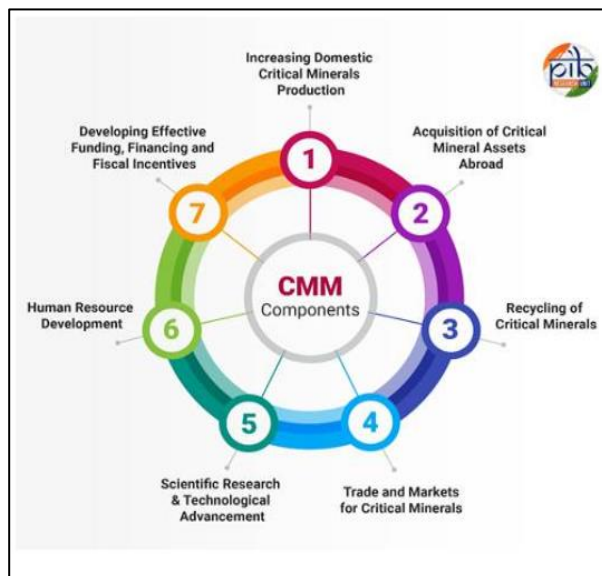 pib
Increasing Domestic
Critical Minerals
Production
1
Acquisition of Critical
Mineral Assets
Abroad
2
Recycling of
Critical Minerals
3
Trade and Markets
for Critical Minerals
4
Scientific Research
& Technological
Advancement
5
Human Resource
Development
6
Developing Effective
Funding, Financing and
Fiscal Incentives
7
CMM
Components